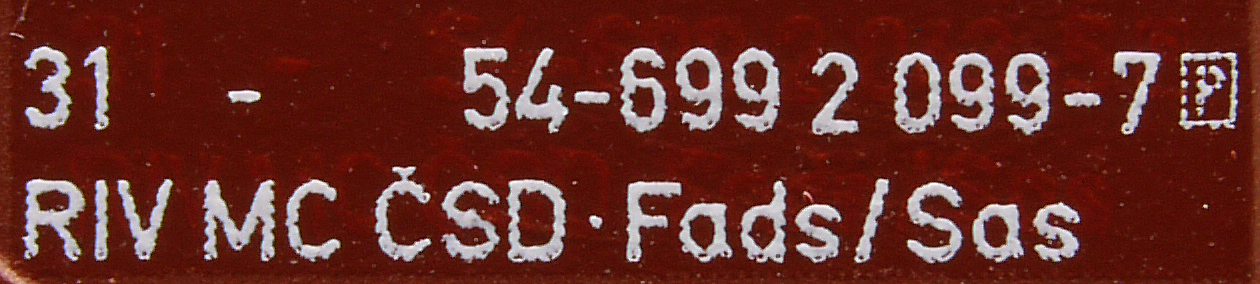 31 - 54-699 2 099-7 P
RIV MC ČSD · Fads/Sas